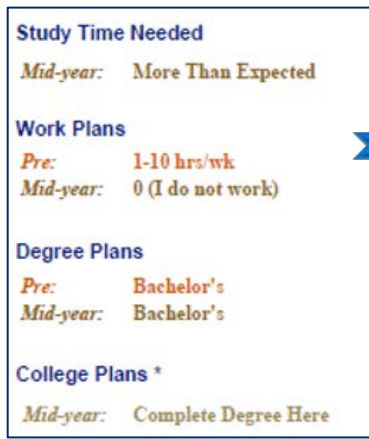 Study Time Needed
Mid-year: More Than Expected
Work Plans
Pre: 1-10 hrs/wk
Mid-year: 0 (I do not work)
Degree Plans
Pre: Bachelor's
Mid-year: Bachelor's
College Plans *
Mid-year: Complete Degree Here